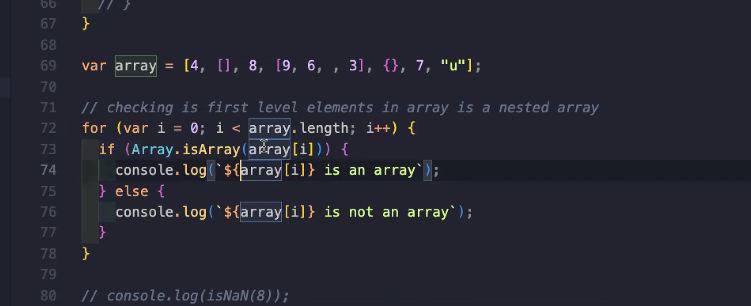 66 // }
67 }
68
69 var array = [4, [], 8, [9, 6, , 3], {}, 7, "u"];
70
71 // checking is first level elements in array is a nested array
72 for (var i = 0; i < array.length; i++) {
73 if (Array.isArray(array[i])) {
74 console.log(`${array[i]} is an array`);
75 } else {
76 console.log(`${array[i]} is not an array`);
77 }
78 }
79
80 // console.log(isNaN(8));